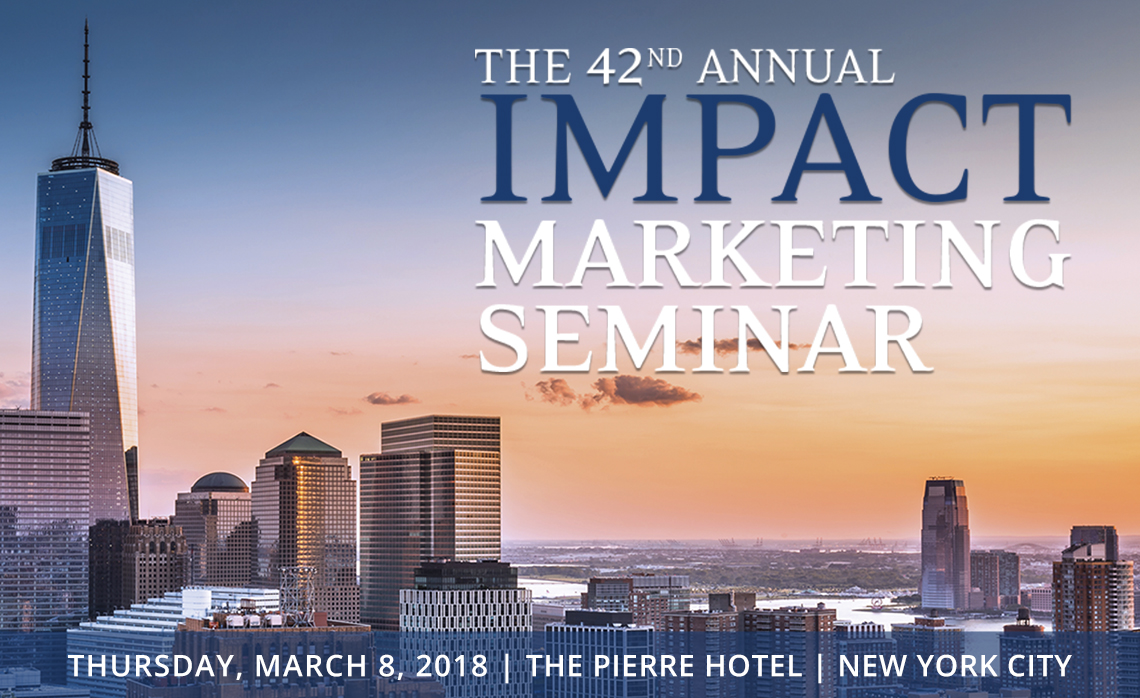 THE 42ND ANNUAL
IMPACT
MARKETING
SEMINAR
THURSDAY, MARCH 8, 2018 | THE PIERRE HOTEL | NEW YORK CITY